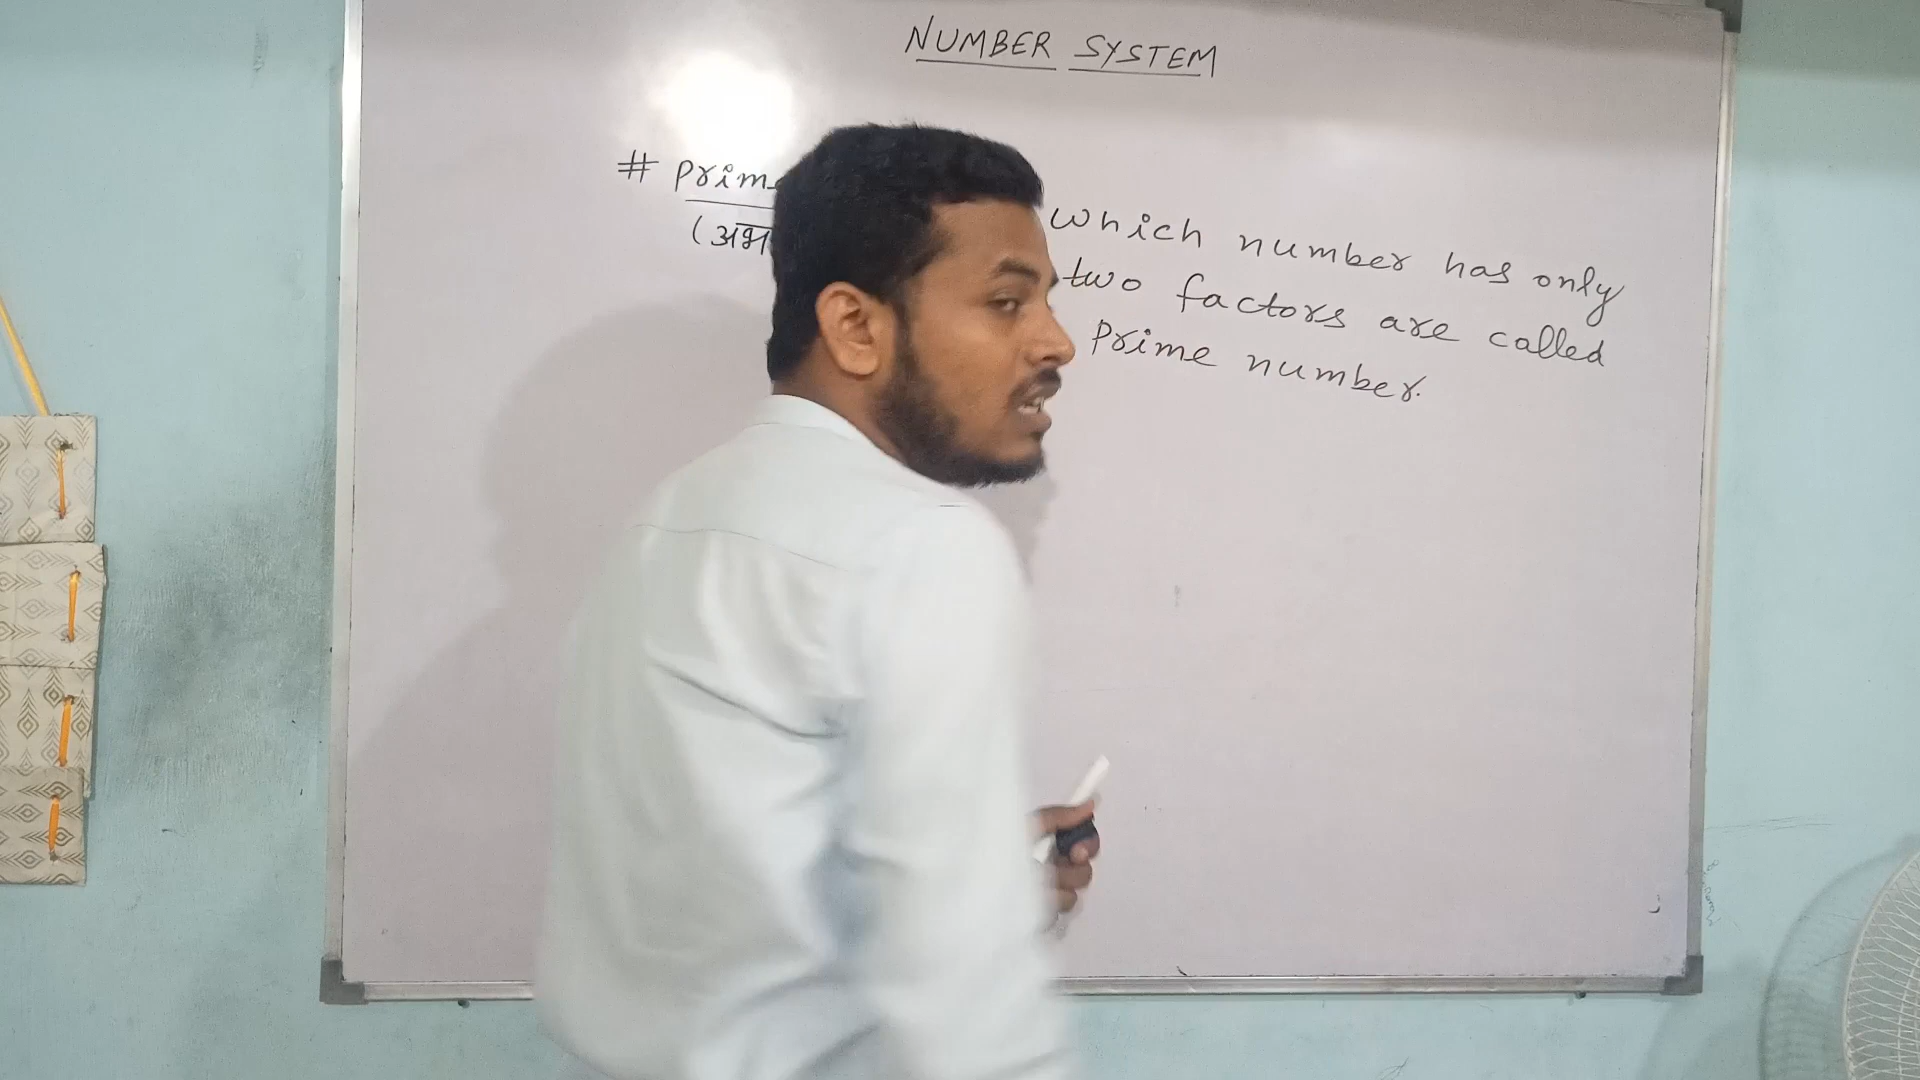 NUMBER SYSTEM
# Prim
which number has only
(अभ
two factors are called
Prime number.